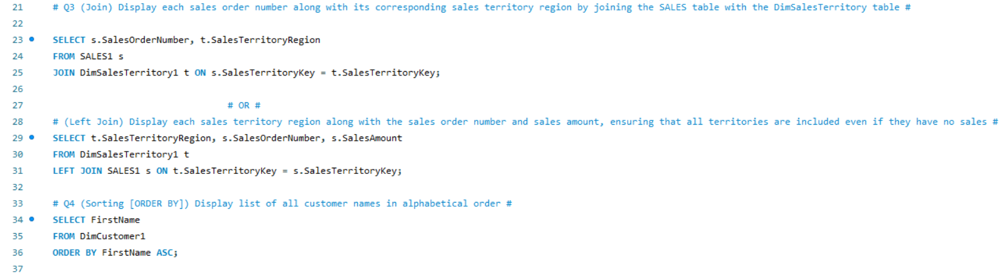 21 # Q3 (Join) Display each sales order number along with its corresponding sales territory region by joining the SALES table with the DimSalesTerritory table #
22
23 SELECT s.SalesOrderNumber, t.SalesTerritoryRegion
24 FROM SALES1 s
25 JOIN DimSalesTerritory1 t ON s.SalesTerritoryKey = t.SalesTerritoryKey;
26
27 # OR #
28 # (Left Join) Display each sales territory region along with the sales order number and sales amount, ensuring that all territories are included even if they have no sales #
29 SELECT t.SalesTerritoryRegion, s.SalesOrderNumber, s.SalesAmount
30 FROM DimSalesTerritory1 t
31 LEFT JOIN SALES1 s ON t.SalesTerritoryKey = s.SalesTerritoryKey;
32
33 # Q4 (Sorting [ORDER BY]) Display list of all customer names in alphabetical order #
34 SELECT FirstName
35 FROM DimCustomer1
36 ORDER BY FirstName ASC;
37